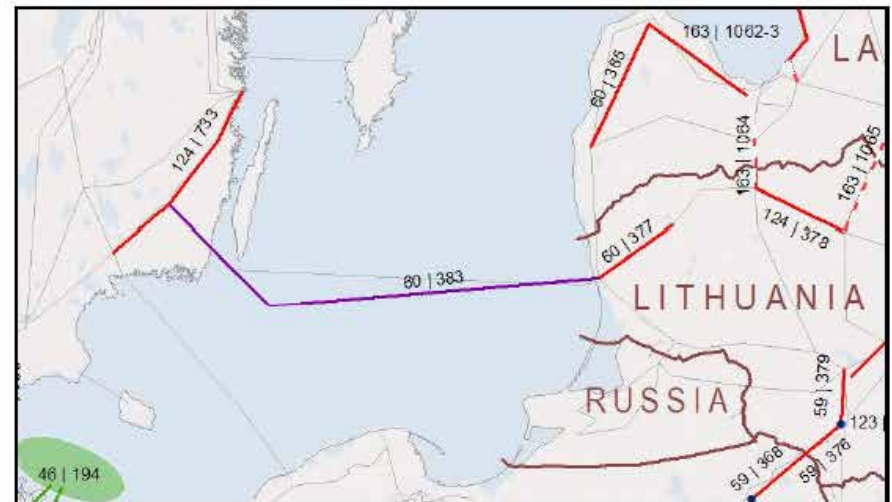 163 | 1062-3
LA
60 | 365
124 | 733
163 | 1064
163 | 1065
124 | 378
60 | 377
60 | 383
LITHUANIA
59 | 379
RUSSIA
123 |
59 | 376
59 | 368
46 | 194